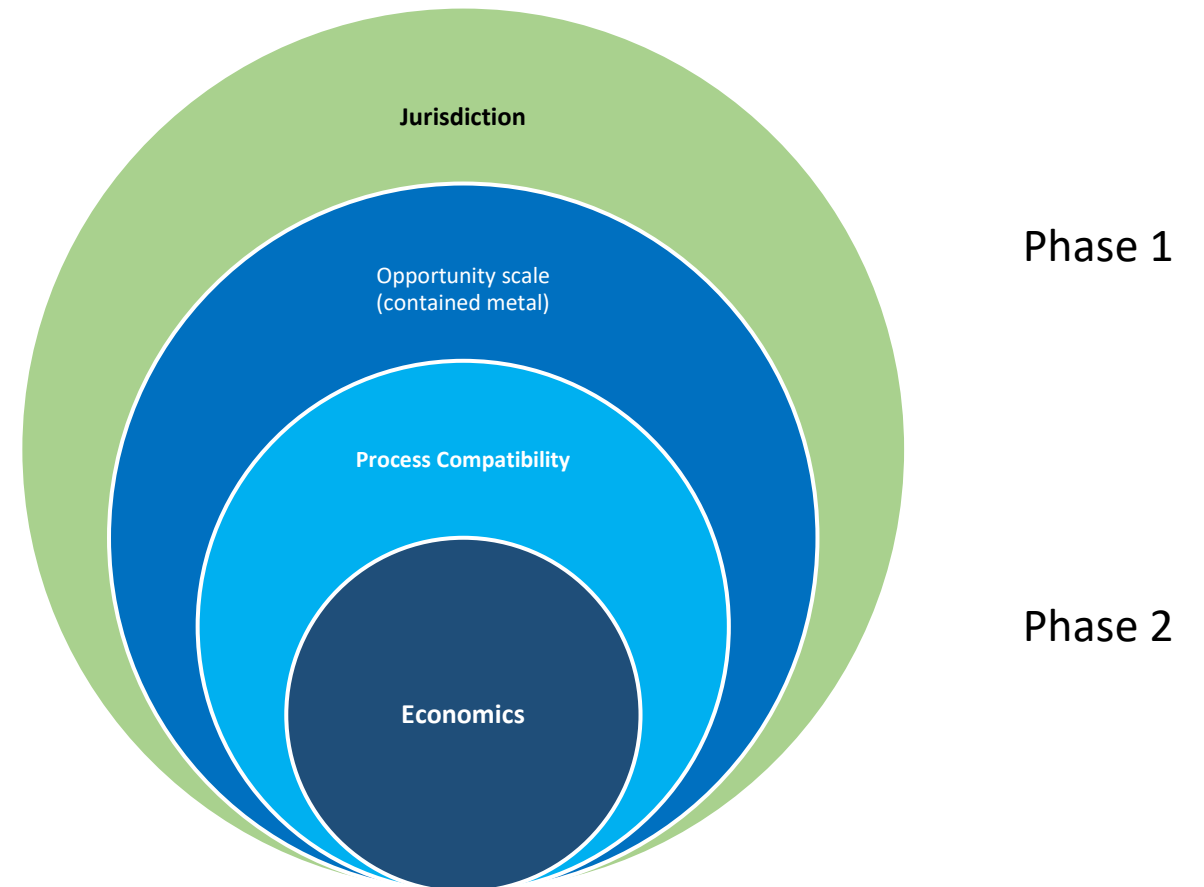 Jurisdiction
Phase 1
Opportunity scale
(contained metal)
Process Compatibility
Phase 2
Economics